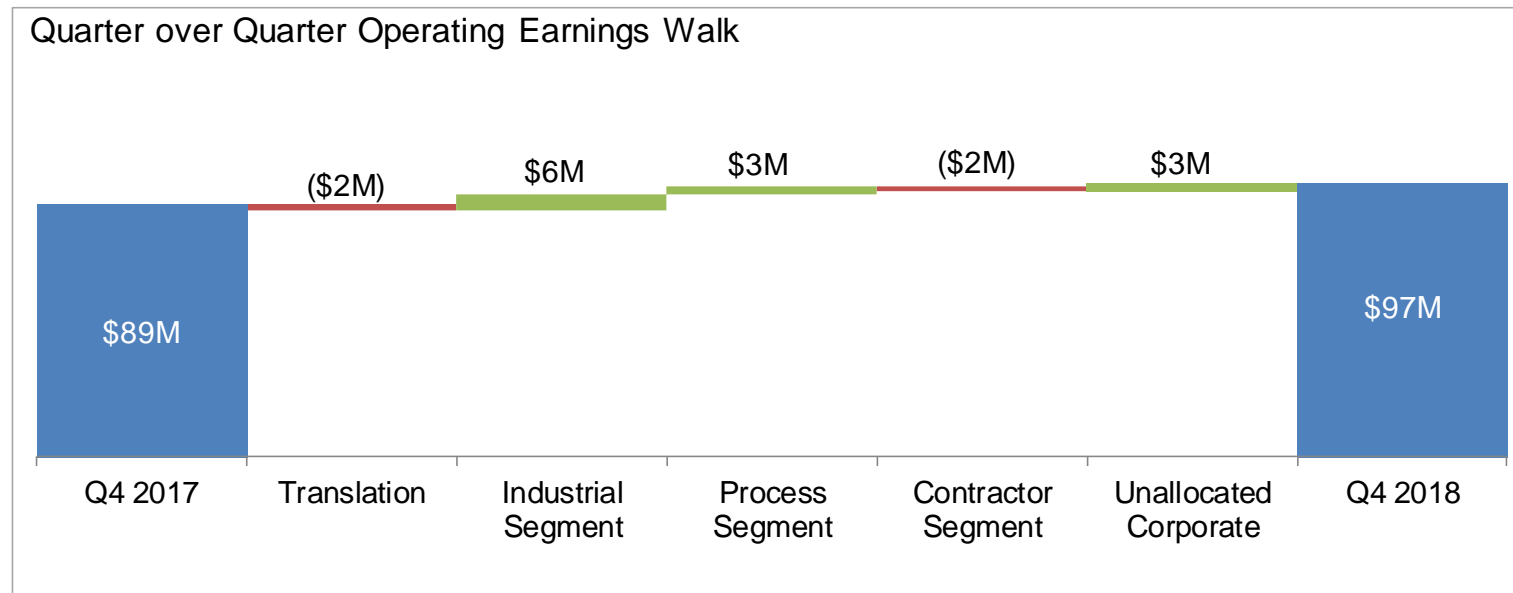 Quarter over Quarter Operating Earnings Walk
($2M)
$6M
$3M
($2M)
$3M
$89M
$97M
Q4 2017
Translation
Industrial
Segment
Process
Segment
Contractor
Segment
Unallocated
Corporate
Q4 2018